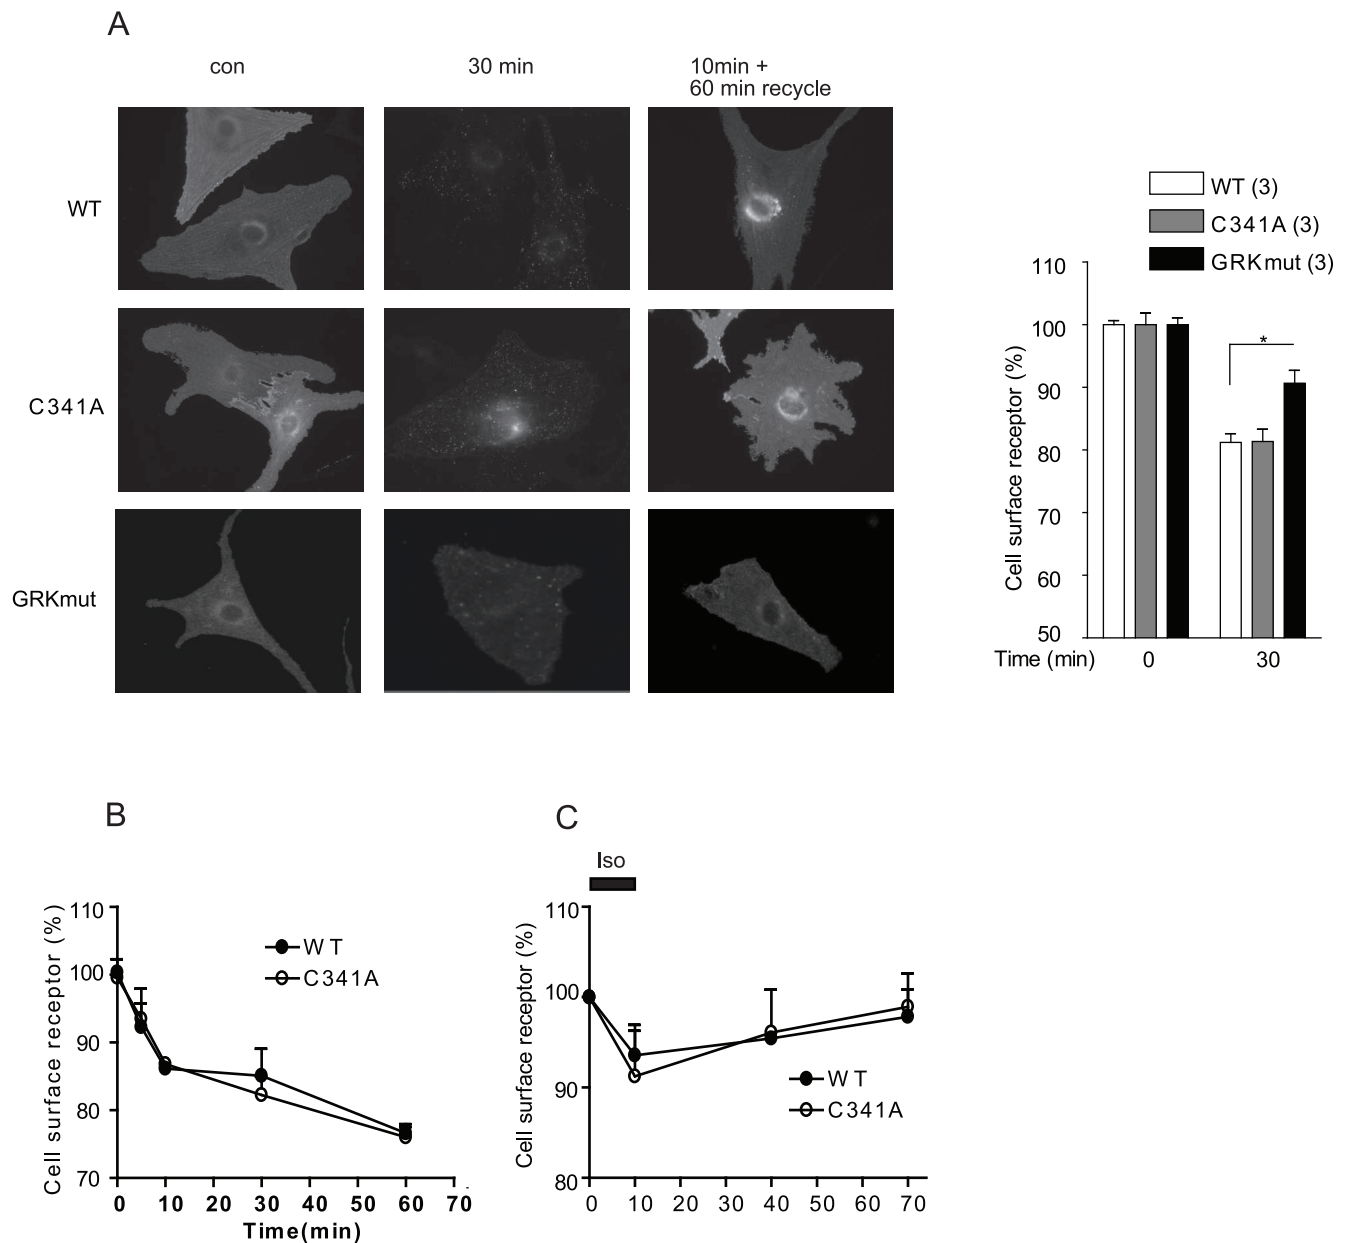 A
con
30 min
10min +
60 min recycle
WT
C341A
GRKmut
WT (3)
C341A (3)
GRKmut (3)
Cell surface receptor (%)
110
100
90
80
70
60
50
*
Time (min)
0
30
B
Cell surface receptor (%)
110
100
90
80
70
WT
C341A
0 10 20 30 40 50 60 70
Time(min)
C
Iso
Cell surface receptor (%)
110
100
90
80
WT
C341A
0 10 20 30 40 50 60 70